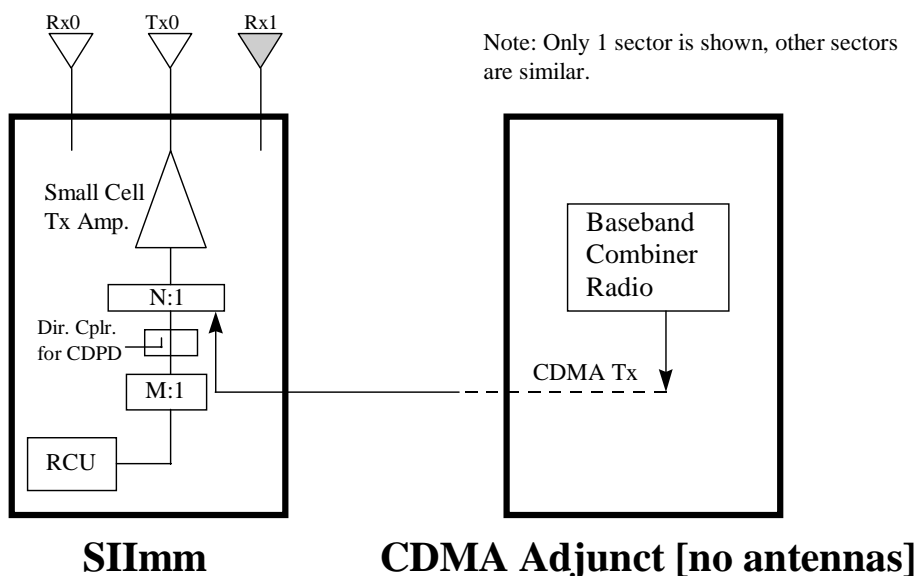 Rx0
Tx0
Rx1
Note: Only 1 sector is shown, other sectors
are similar.
Small Cell
Tx Amp.
Baseband
Combiner
Radio
N:1
Dir. Cplr.
for CDPD
CDMA Tx
M:1
RCU
SIImm
CDMA Adjunct [no antennas]